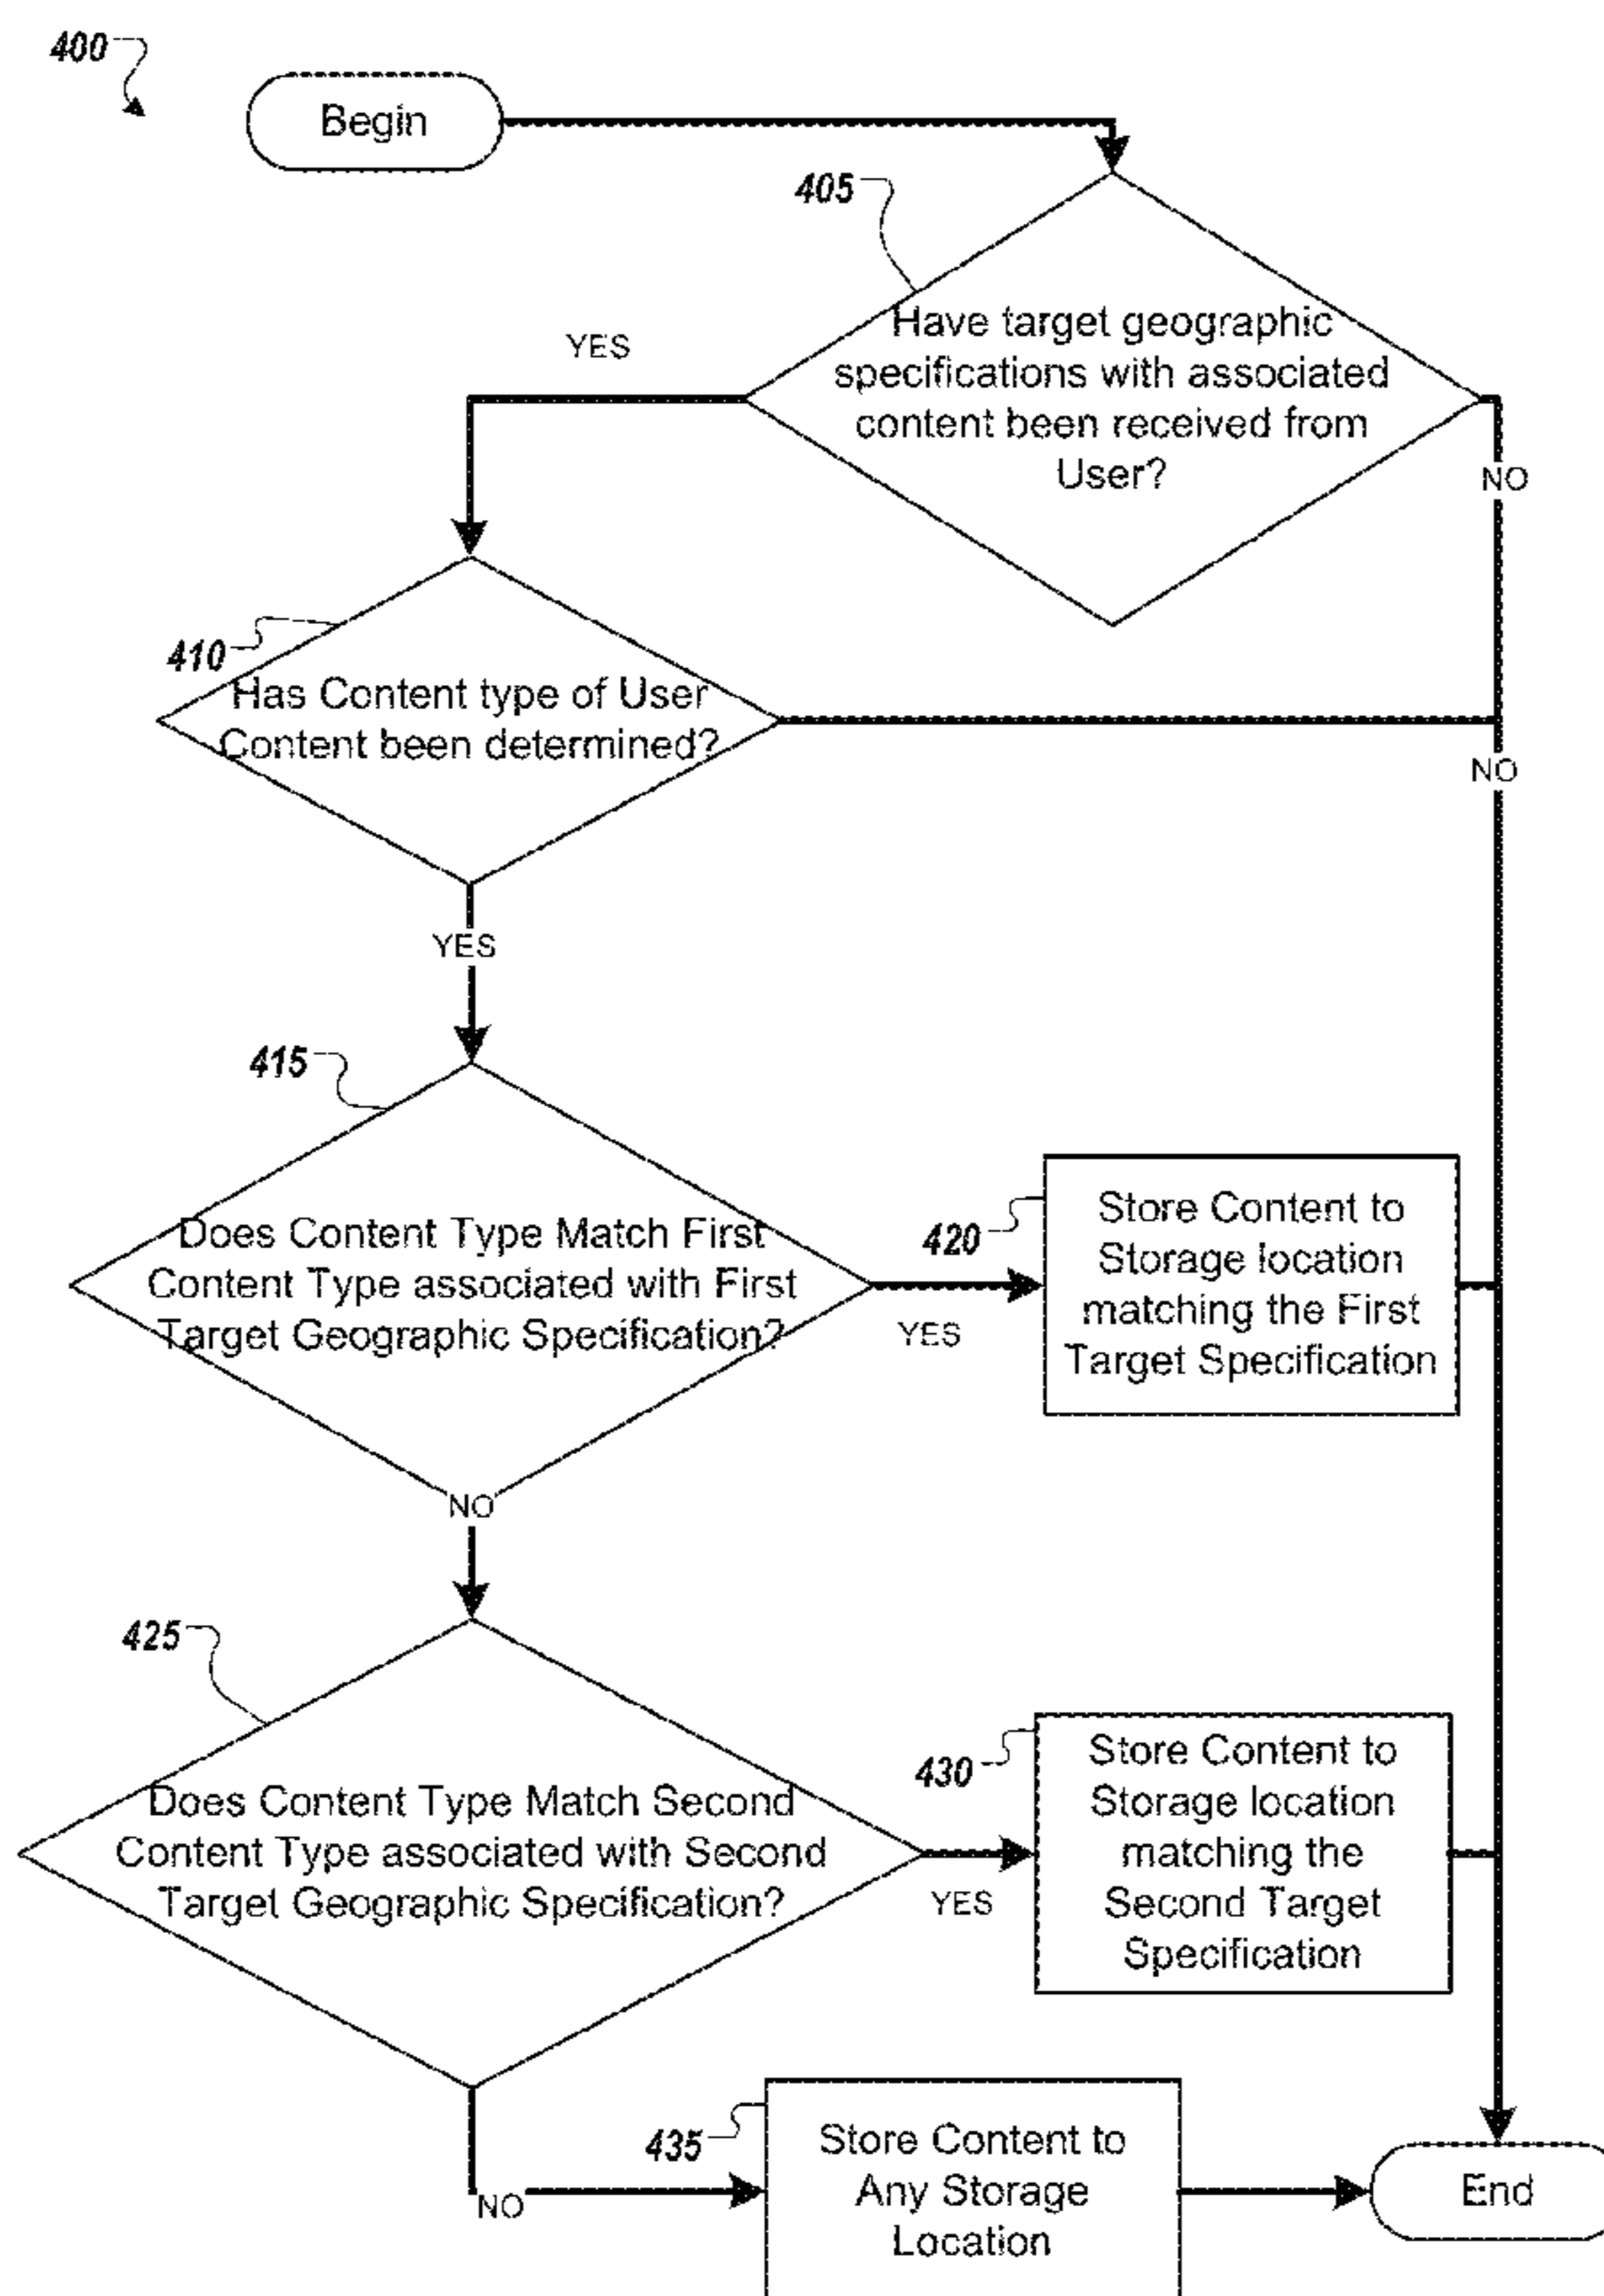 400
Begin
405
Have target geographic
specifications with associated
content been received from
User?
YES
NO
410
Has Content type of User
Content been determined?
NO
YES
415
Does Content Type Match First
Content Type associated with First
Target Geographic Specification?
YES
420
Store Content to
Storage location
matching the First
Target Specification
NO
425
Does Content Type Match Second
Content Type associated with Second
Target Geographic Specification?
YES
430
Store Content to
Storage location
matching the
Second Target
Specification
NO
435
Store Content to
Any Storage
Location
End